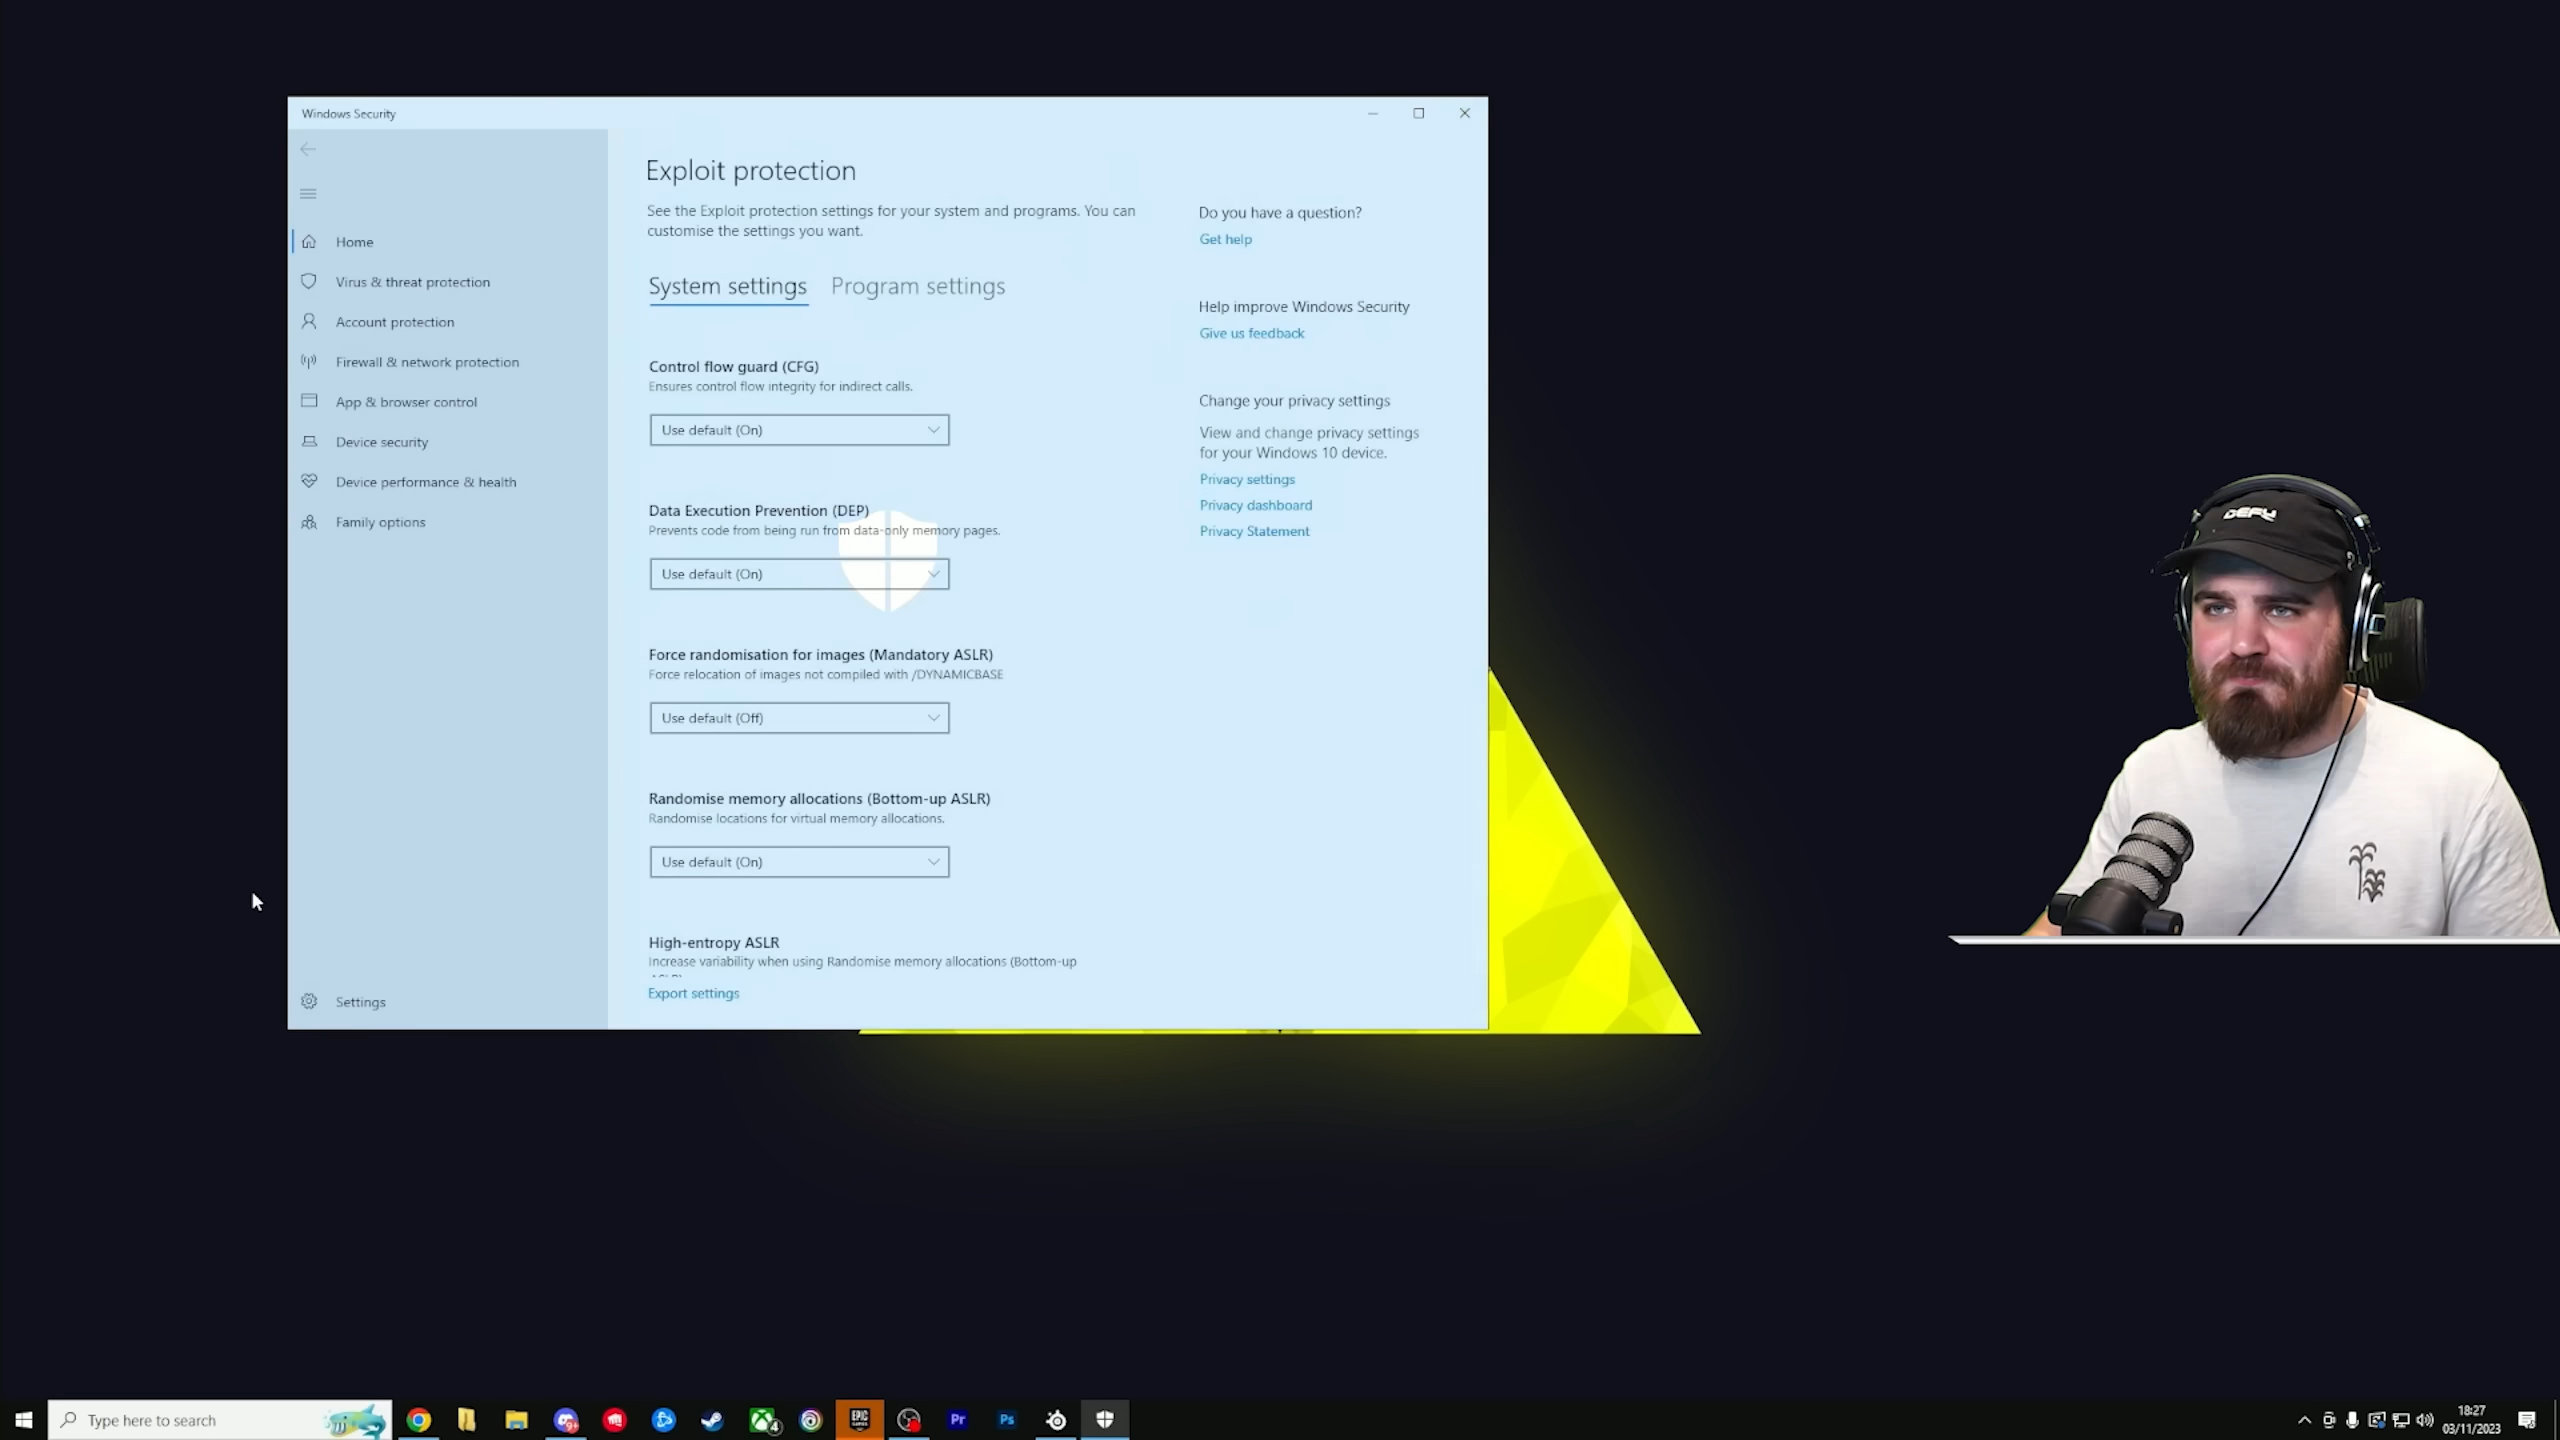 Windows Security
Home
Virus & threat protection
Account protection
Firewall & network protection
App & browser control
Device security
Device performance & health
Family options
Settings
Exploit protection
See the Exploit protection settings for your system and programs. You can
customise the settings you want.
System settings Program settings
Control flow guard (CFG)
Ensures control flow integrity for indirect calls.
Use default (On)
Data Execution Prevention (DEP)
Prevents code from being run from data-only memory pages.
Use default (On)
Force randomisation for images (Mandatory ASLR)
Force relocation of images not compiled with /DYNAMICBASE
Use default (Off)
Randomise memory allocations (Bottom-up ASLR)
Randomise locations for virtual memory allocations.
Use default (On)
High-entropy ASLR
Increase variability when using Randomise memory allocations (Bottom-up
Export settings
Do you have a question?
Get help
Help improve Windows Security
Give us feedback
Change your privacy settings
View and change privacy settings
for your Windows 10 device.
Privacy settings
Privacy dashboard
Privacy Statement
DEFY
Type here to search
9+
4
EPIC
GAMES
Pr
Ps
18:27
03/11/2023